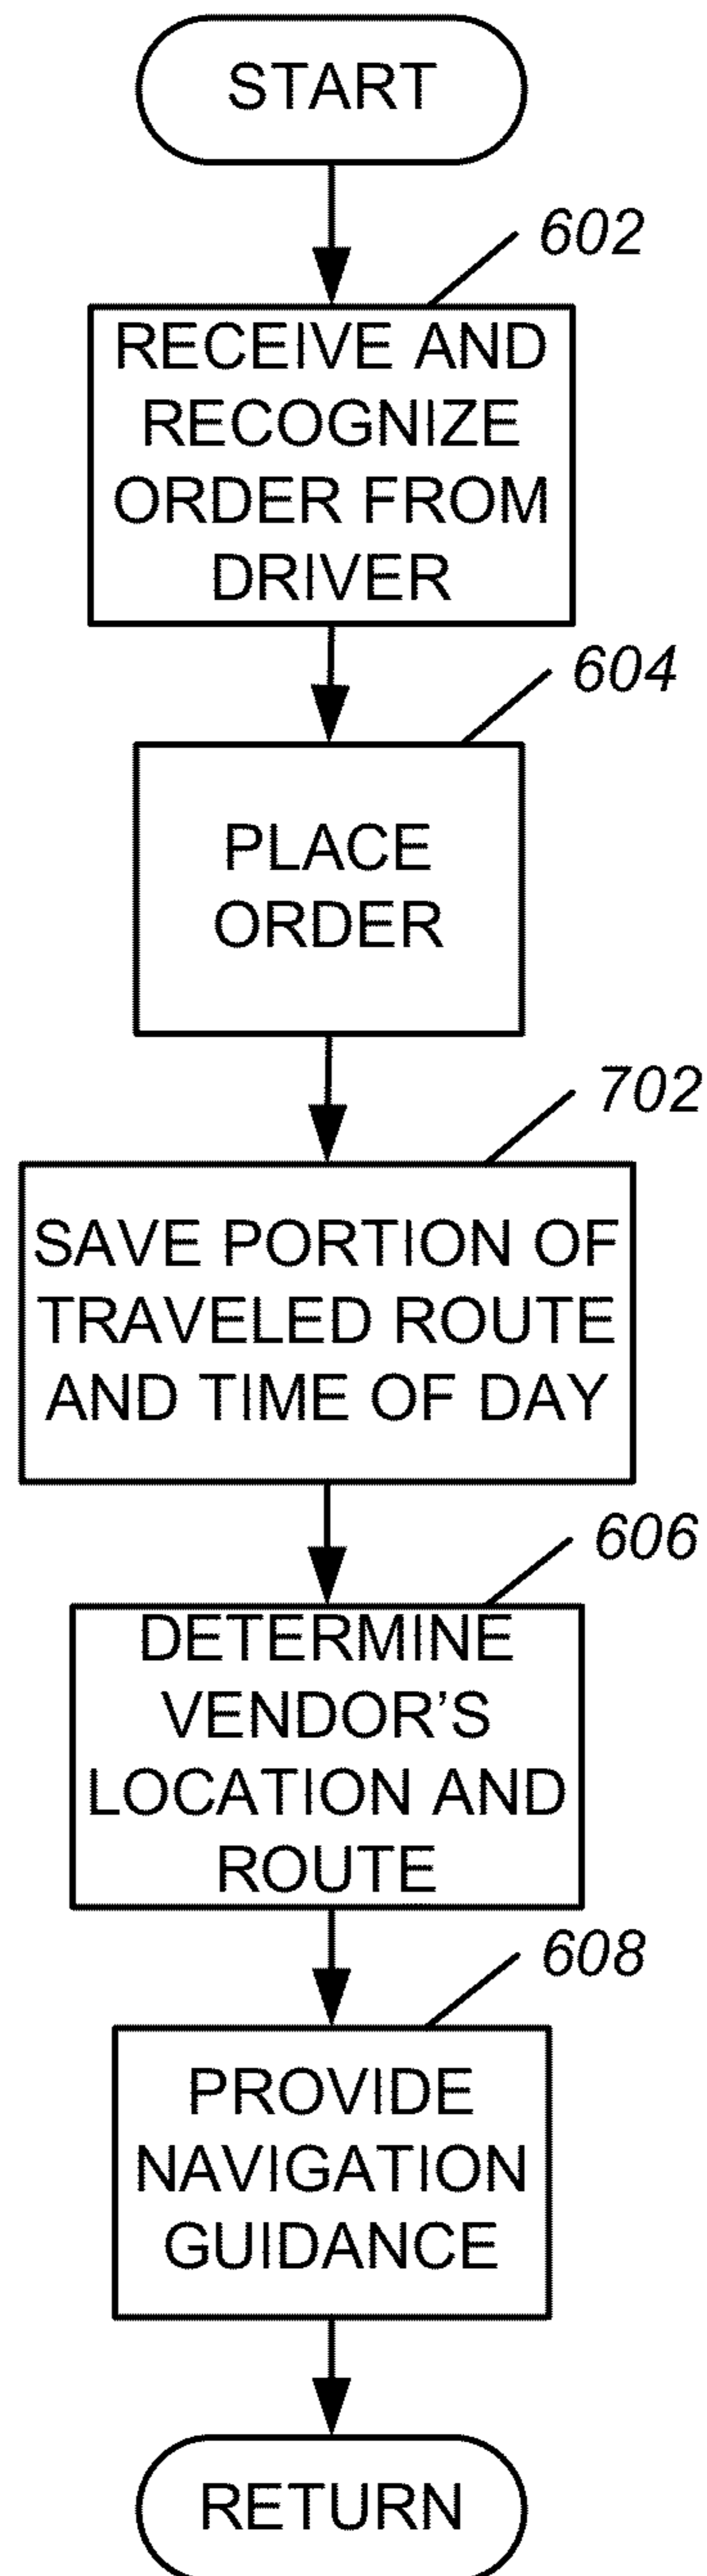 START
602
RECEIVE AND
RECOGNIZE
ORDER FROM
DRIVER
604
PLACE
ORDER
702
SAVE PORTION OF
TRAVELED ROUTE
AND TIME OF DAY
606
DETERMINE
VENDOR’S
LOCATION AND
ROUTE
608
PROVIDE
NAVIGATION
GUIDANCE
RETURN